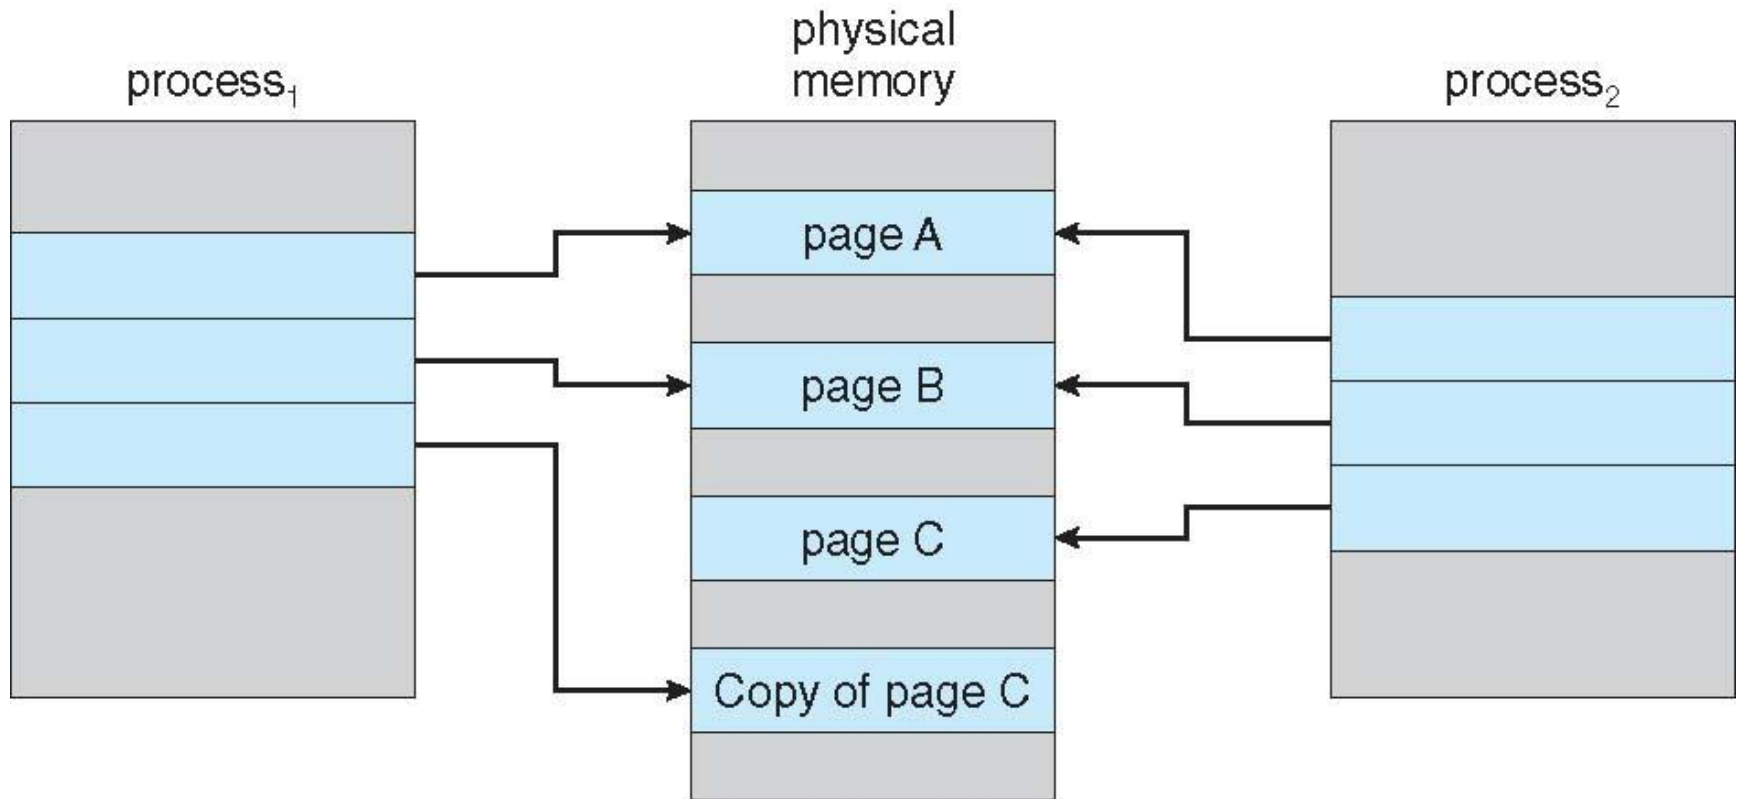 process₁
physical
memory
process₂
page A
page B
page C
Copy of page C